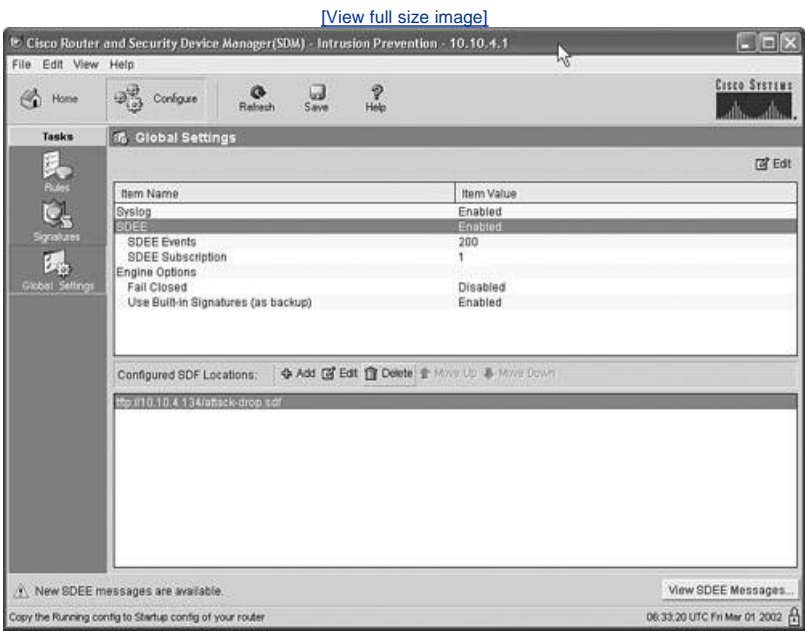 [View full size image]
Cisco Router and Security Device Manager(SDM) - Intrusion Prevention - 10.10.4.1
File Edit View Help
Home Configure Refresh Save Help
CISCO SYSTEMS
Tasks
Global Settings
Edit
Rules
Signatures
Global Settings
Item Name Item Value
Syslog Enabled
SDEE Enabled
SDEE Events 200
SDEE Subscription 1
Engine Options
Fail Closed Disabled
Use Built-in Signatures (as backup) Enabled
Configured SDF Locations: Add Edit Delete Move Up Move Down
tftp://10.10.4.134/attack-drop.sdf
New SDEE messages are available. View SDEE Messages...
Copy the Running config to Startup config of your router 06:33:20 UTC Fri Mar 01 2002